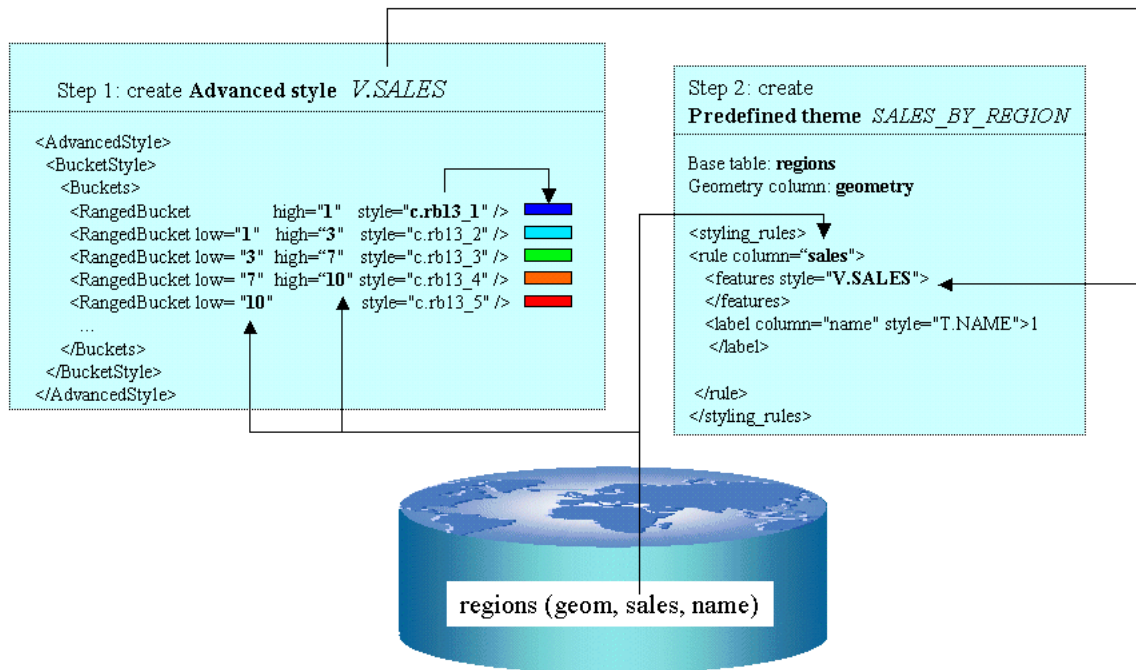 Step 1: create Advanced style V.SALES
<AdvancedStyle>
<BucketStyle>
<Buckets>
<RangedBucket high="1" style="c.rb13_1" />
<RangedBucket low="1" high=“3" style="c.rb13_2" />
<RangedBucket low= "3" high=“7" style="c.rb13_3" />
<RangedBucket low= "7" high=“10" style="c.rb13_4" />
<RangedBucket low= "10" style="c.rb13_5" />
...
</Buckets>
</BucketStyle>
</AdvancedStyle>
Step 2: create
Predefined theme SALES_BY_REGION
Base table: regions
Geometry column: geometry
<styling_rules>
<rule column=“sales">
<features style="V.SALES">
</features>
<label column="name" style="T.NAME">1
</label>
</rule>
</styling_rules>
regions (geom, sales, name)